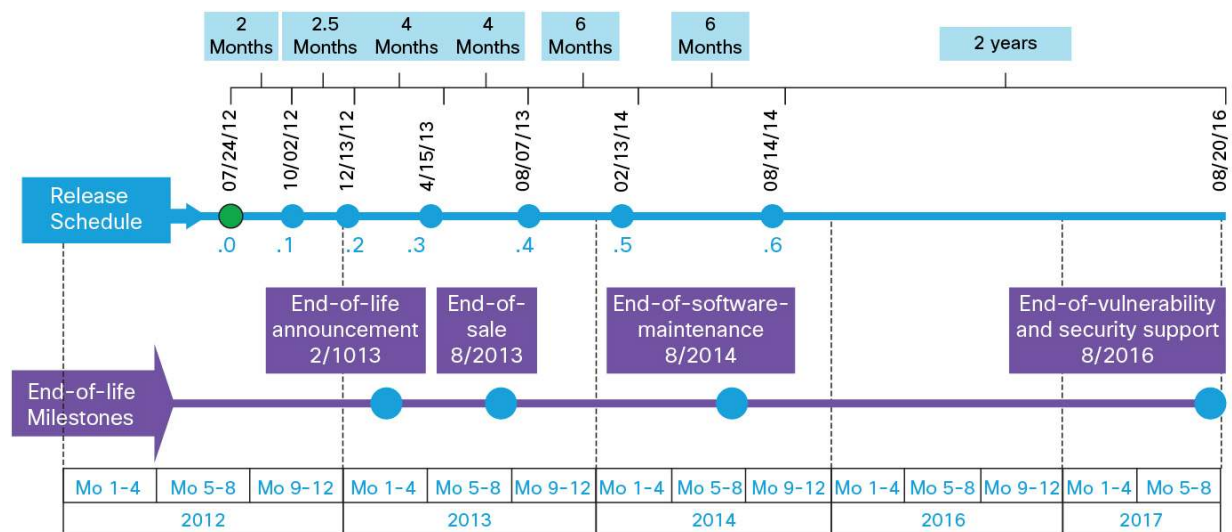 2
Months
2.5
Months
4
Months
4
Months
6
Months
6
Months
2 years
07/24/12
10/02/12
12/13/12
4/15/13
08/07/13
02/13/14
08/14/14
08/20/16
Release
Schedule
.0
.1
.2
.3
.4
.5
.6
End-of-life
announcement
2/1013
End-of-
sale
8/2013
End-of-software-
maintenance
8/2014
End-of-vulnerability
and security support
8/2016
End-of-life
Milestones
Mo 1-4 Mo 5-8 Mo 9-12 Mo 1-4 Mo 5-8 Mo 9-12 Mo 1-4 Mo 5-8 Mo 9-12 Mo 1-4 Mo 5-8 Mo 9-12 Mo 1-4 Mo 5-8
2012 2013 2014 2016 2017